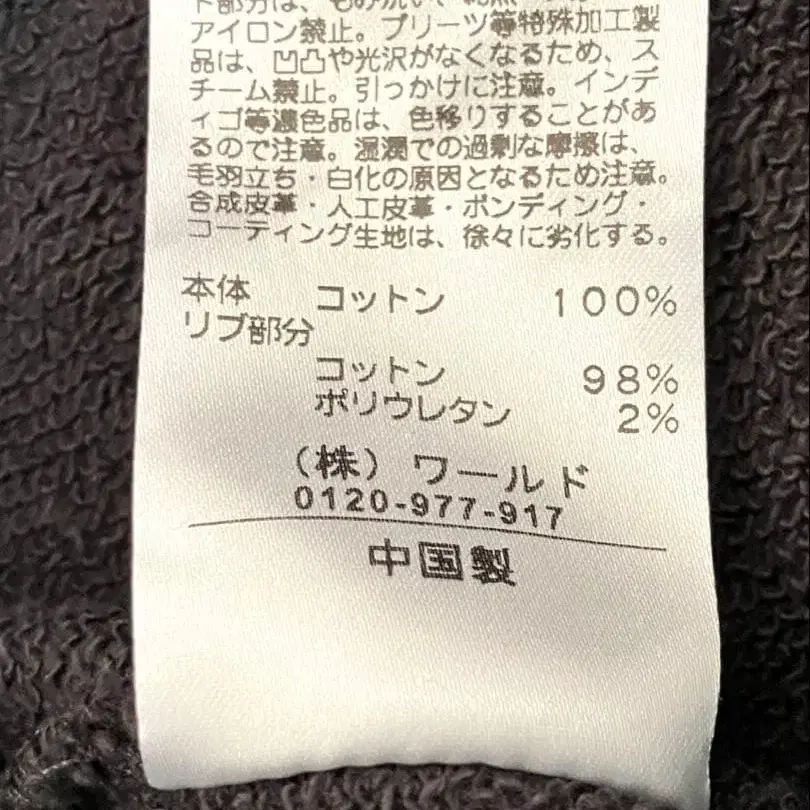 ト部分は、もみ洗い、
アイロン禁止。プリーツ等特殊加工製
品は、凹凸や光沢がなくなるため、ス
チーム禁止。引っかけに注意。インデ
ィゴ等濃色品は、色移りすることがあ
るので注意。湿潤での過剰な摩擦は、
毛羽立ち・白化の原因となるため注意。
合成皮革・人工皮革・ボンディング・
コーティング生地は、徐々に劣化する。
本体 コットン 100%
リブ部分
コットン 98%
ポリウレタン 2%
(株) ワールド
0120-977-917
中国製